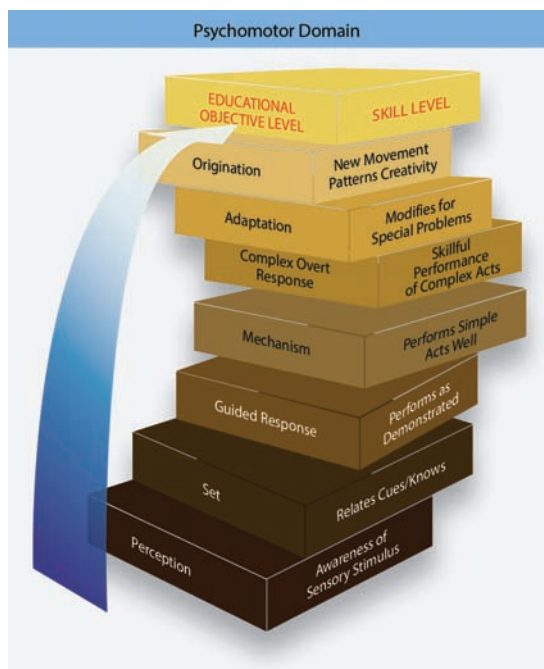 Psychomotor Domain
EDUCATIONAL
OBJECTIVE LEVEL
SKILL LEVEL
Origination
New Movement
Patterns Creativity
Adaptation
Modifies for
Special Problems
Complex Overt
Response
Skillful
Performance
of Complex Acts
Mechanism
Performs Simple
Acts Well
Guided Response
Performs as
Demonstrated
Set
Relates Cues/Knows
Perception
Awareness of
Sensory Stimulus